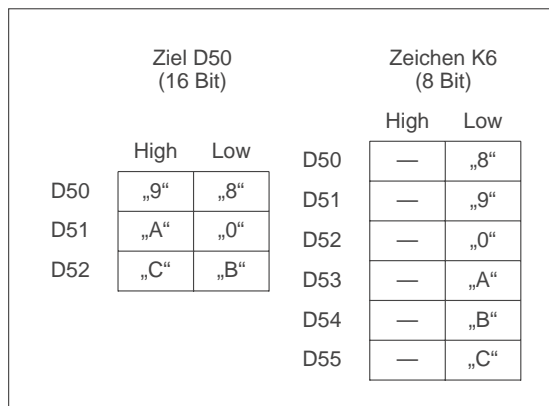 Ziel D50
(16 Bit)
High Low
D50 „9“ „8“
D51 „A“ „0“
D52 „C“ „B“
Zeichen K6
(8 Bit)
High Low
D50 — „8“
D51 — „9“
D52 — „0“
D53 — „A“
D54 — „B“
D55 — „C“